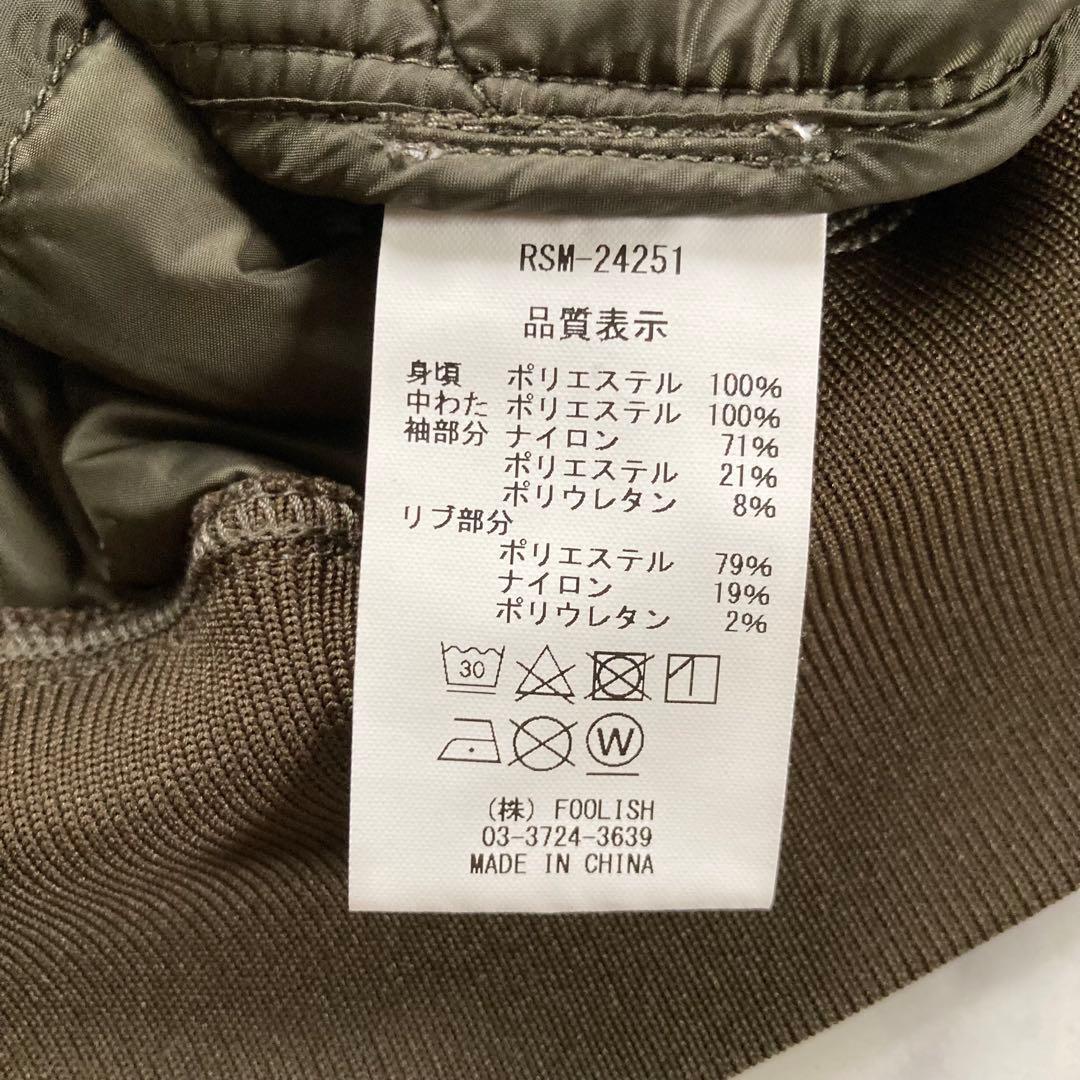 RSM-24251
品質表示
身頃 ポリエステル 100%
中わた ポリエステル 100%
袖部分 ナイロン 71%
ポリエステル 21%
ポリウレタン 8%
リブ部分
ポリエステル 79%
ナイロン 19%
ポリウレタン 2%
30
W
(株) FOOLISH
03-3724-3639
MADE IN CHINA